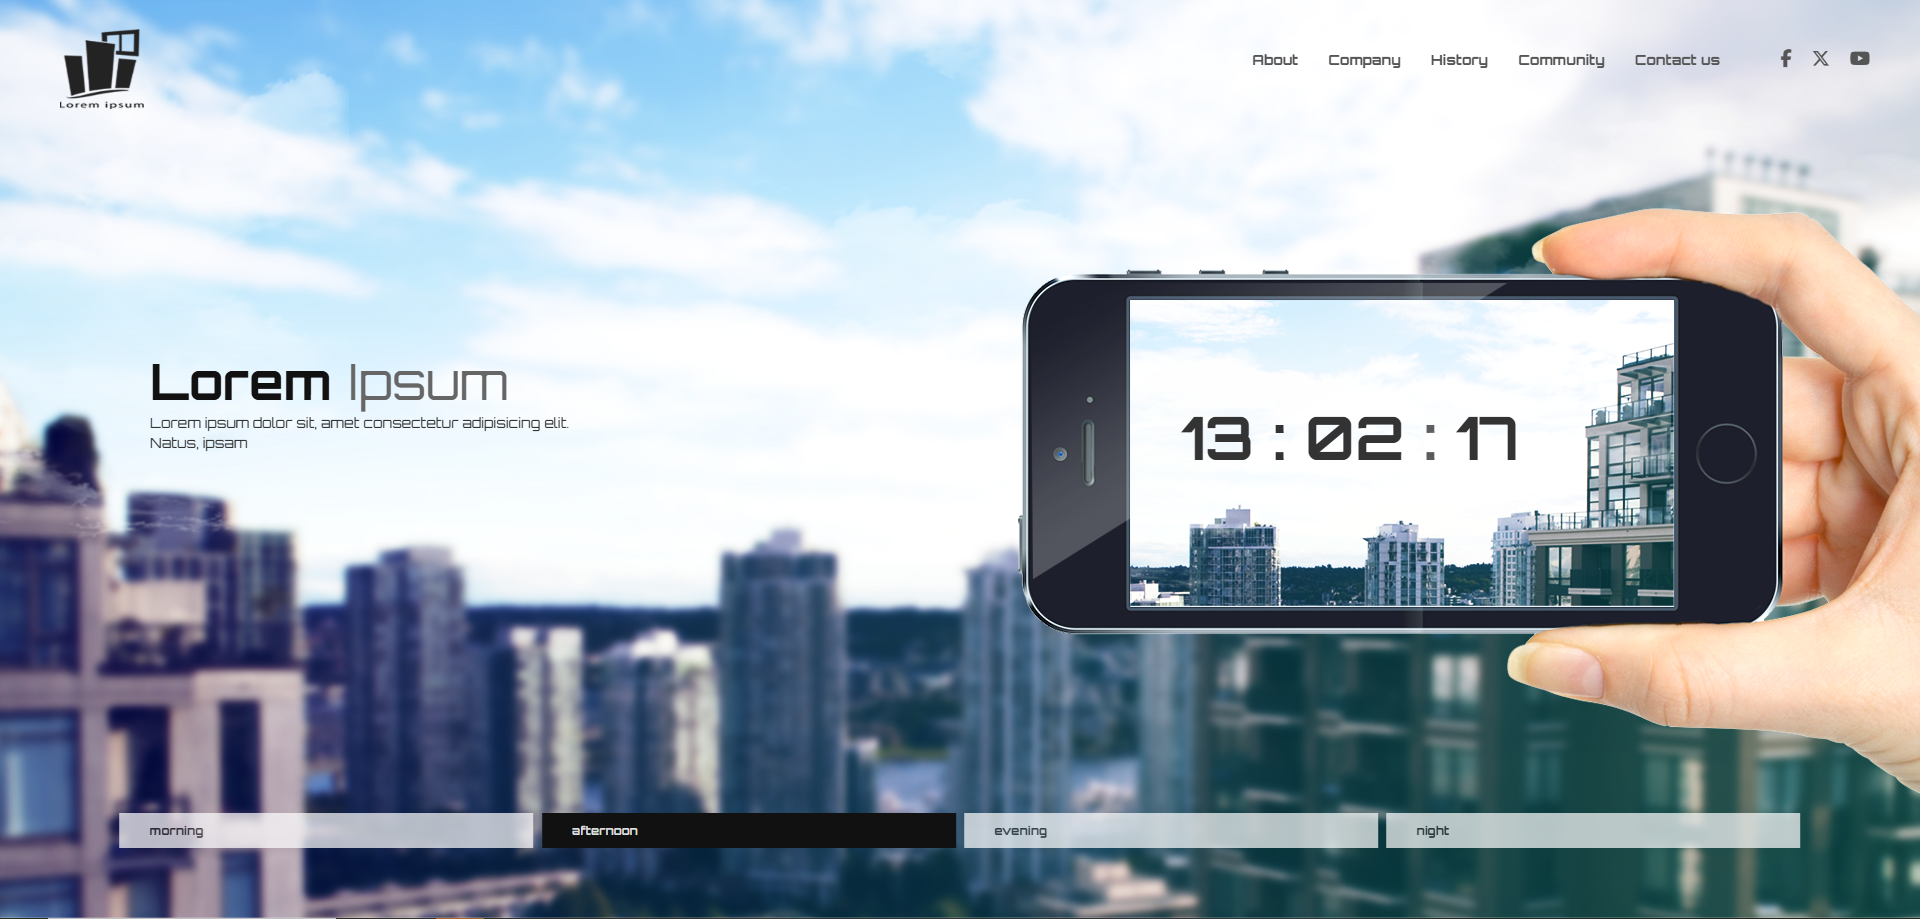 Lorem ipsum
About Company History Community Contact us
Lorem Ipsum
Lorem ipsum dolor sit, amet consectetur adipisicing elit.
Natus, ipsam
13 : 02 : 17
morning afternoon evening night